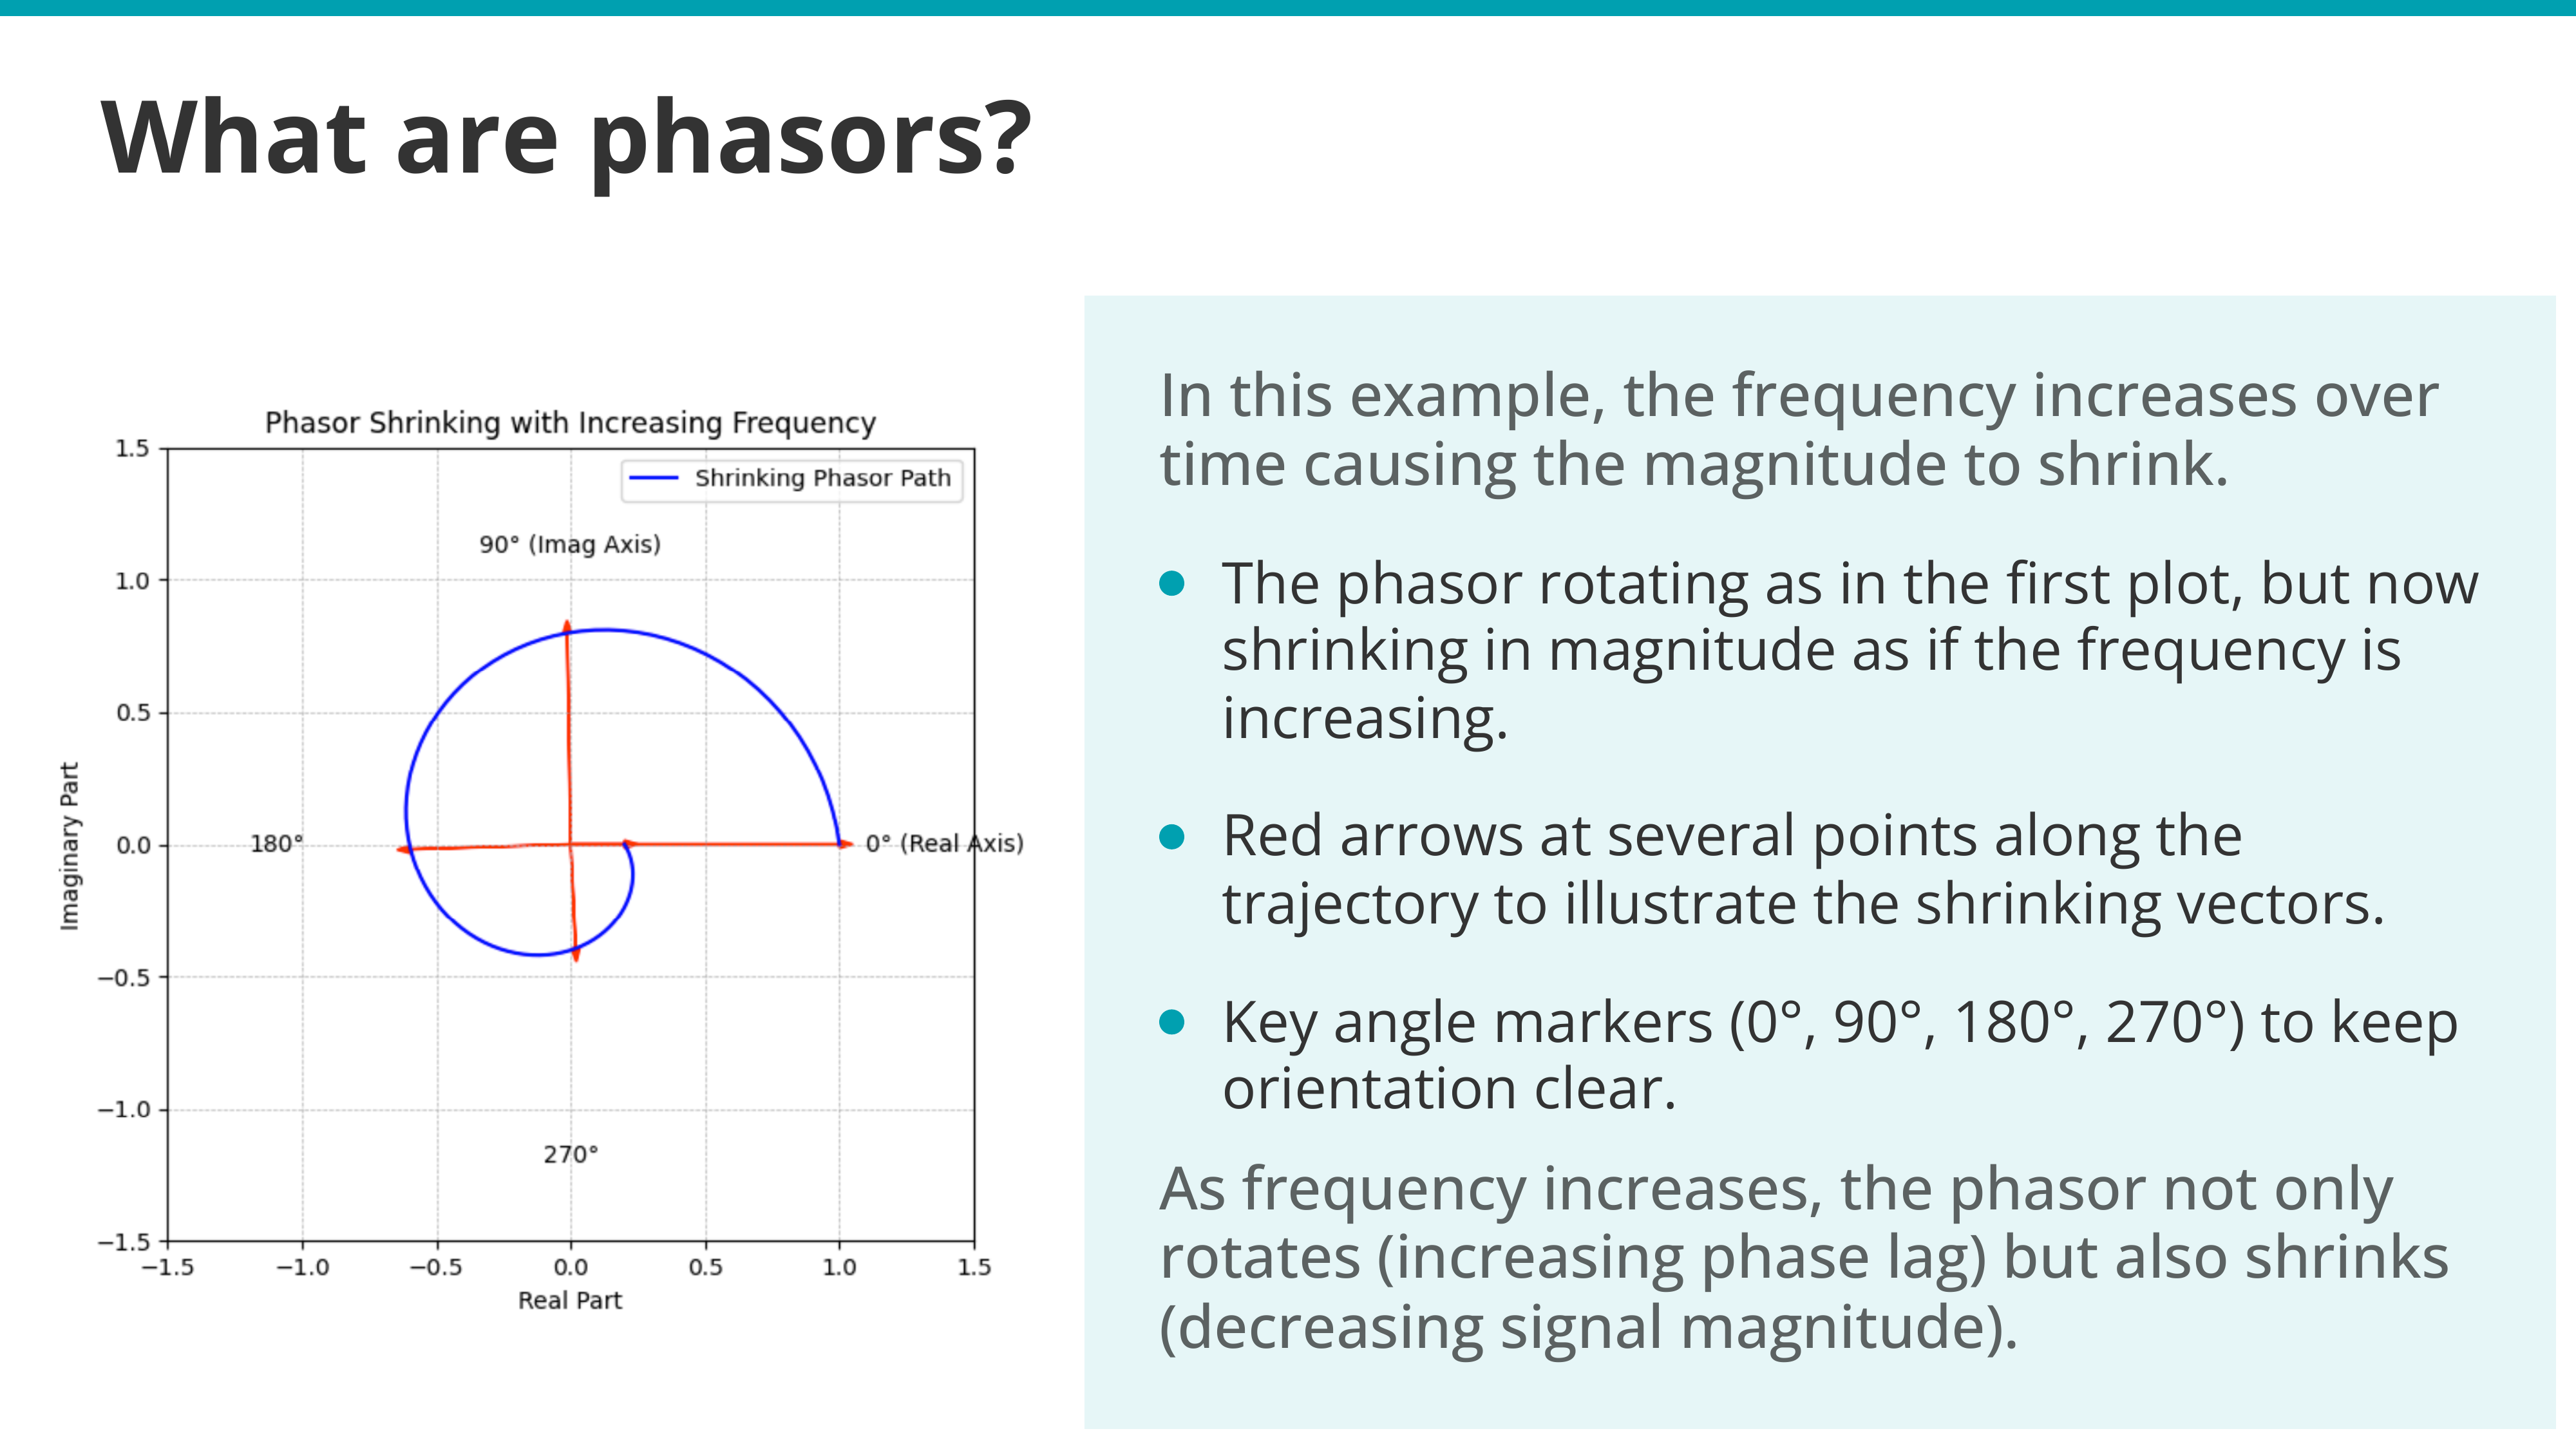 What are phasors?
Phasor Shrinking with Increasing Frequency
Shrinking Phasor Path
90° (Imag Axis)
180°
0° (Real Axis)
270°
1.5
1.0
0.5
0.0
−0.5
−1.0
−1.5
Imaginary Part
−1.5 −1.0 −0.5 0.0 0.5 1.0 1.5
Real Part
In this example, the frequency increases over
time causing the magnitude to shrink.
The phasor rotating as in the first plot, but now
shrinking in magnitude as if the frequency is
increasing.
Red arrows at several points along the
trajectory to illustrate the shrinking vectors.
Key angle markers (0°, 90°, 180°, 270°) to keep
orientation clear.
As frequency increases, the phasor not only
rotates (increasing phase lag) but also shrinks
(decreasing signal magnitude).